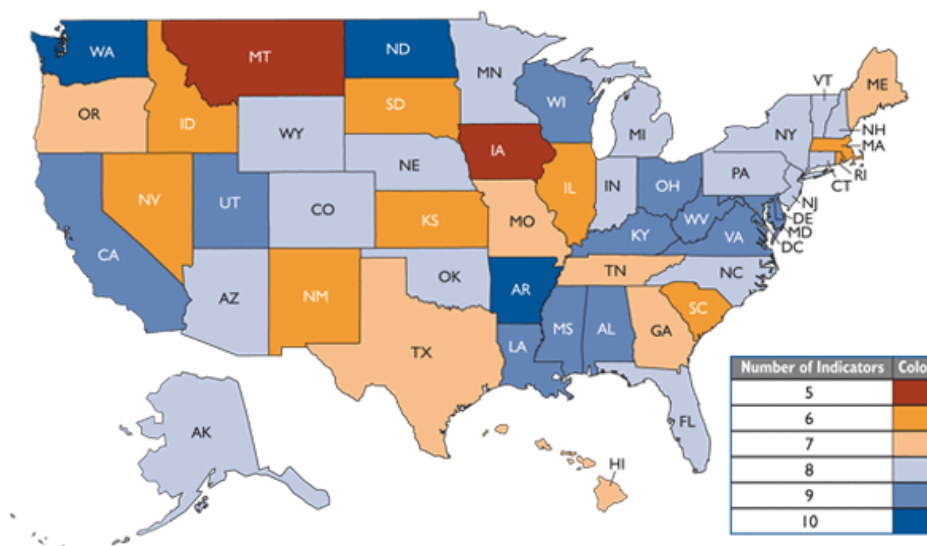 WA
MT
ND
MN
OR
ID
SD
WI
MI
VT
ME
WY
NH
MA
NY
RI
CT
IA
NE
PA
NJ
NV
UT
CO
IL
IN
OH
DE
MD
DC
CA
KS
MO
WV
KY
VA
AZ
NM
OK
AR
TN
NC
SC
MS
AL
GA
TX
LA
FL
AK
HI
Number of Indicators Colo
5
6
7
8
9
10